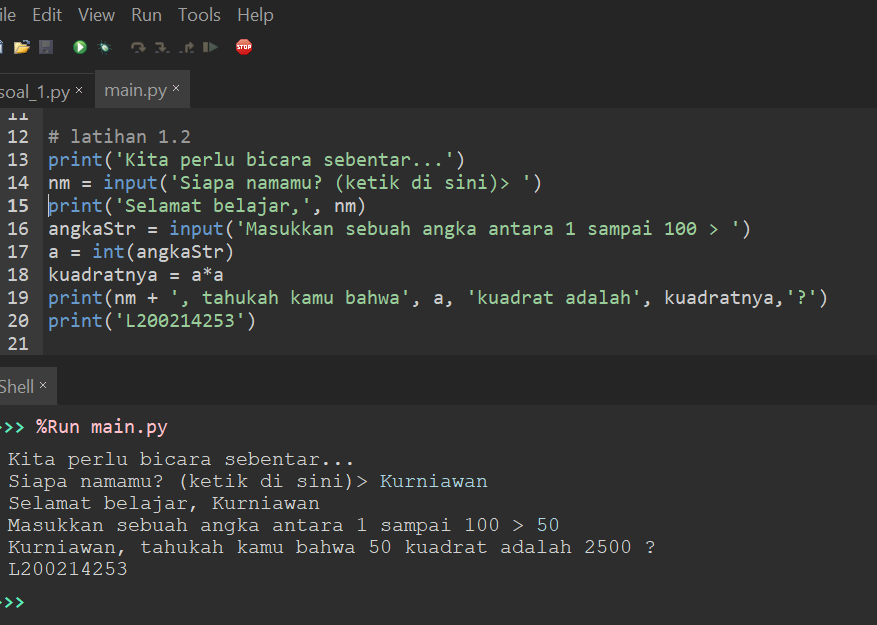 ile Edit View Run Tools Help
STOP
soal_1.py × main.py ×
11
12 # latihan 1.2
13 print('Kita perlu bicara sebentar...')
14 nm = input('Siapa namamu? (ketik di sini)> ')
15 print('Selamat belajar,', nm)
16 angkaStr = input('Masukkan sebuah angka antara 1 sampai 100 > ')
17 a = int(angkaStr)
18 kuadratnya = a*a
19 print(nm + ', tahukah kamu bahwa', a, 'kuadrat adalah', kuadratnya,'?')
20 print('L200214253')
21
Shell ×
>>> %Run main.py
Kita perlu bicara sebentar...
Siapa namamu? (ketik di sini)> Kurniawan
Selamat belajar, Kurniawan
Masukkan sebuah angka antara 1 sampai 100 > 50
Kurniawan, tahukah kamu bahwa 50 kuadrat adalah 2500 ?
L200214253
>>>